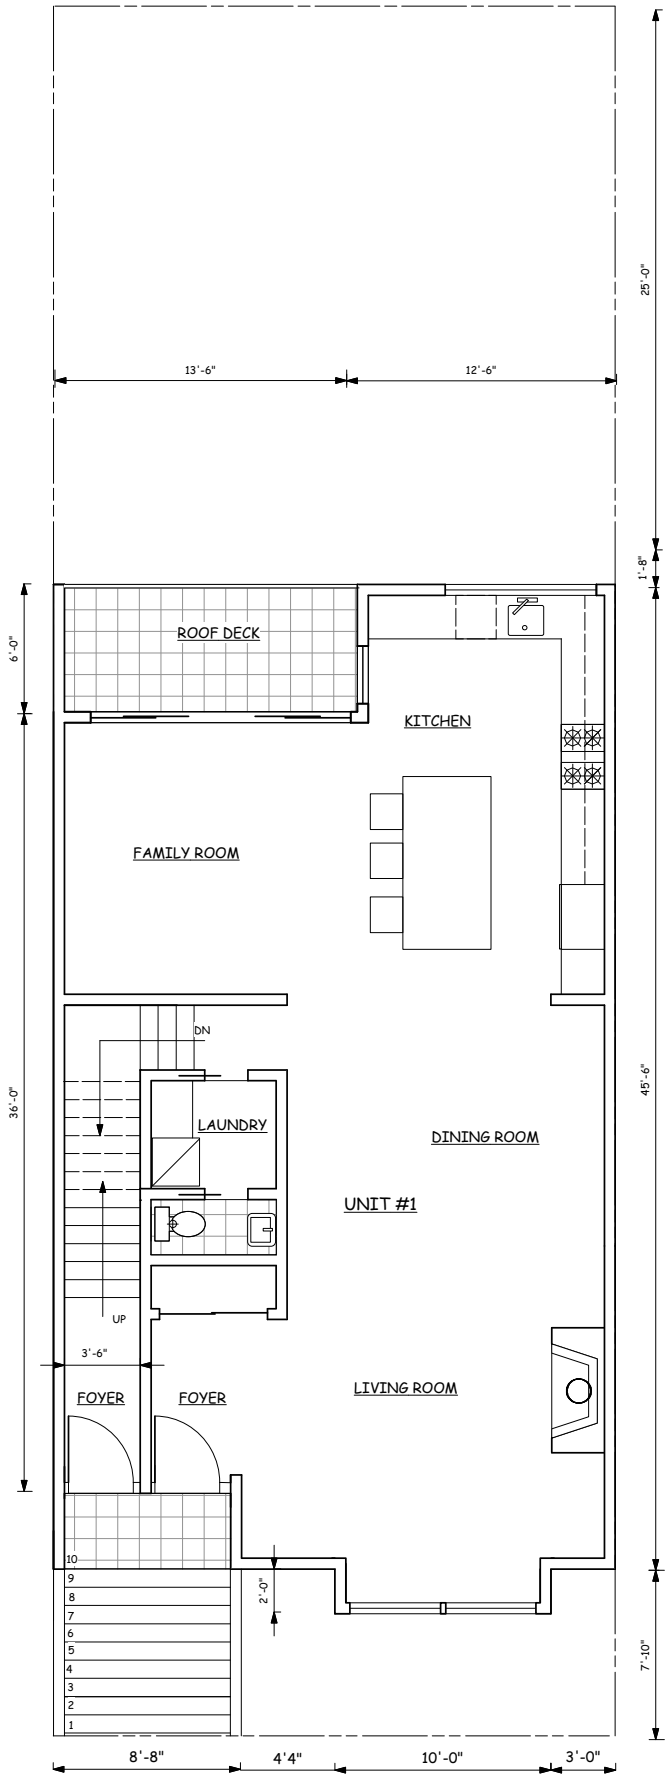 25'-0"
13'-6"
12'-6"
1'-8"
6'-0"
ROOF DECK
KITCHEN
FAMILY ROOM
DN
36'-0"
45'-6"
LAUNDRY
DINING ROOM
UNIT #1
UP
3'-6"
FOYER
FOYER
LIVING ROOM
10
9
8
7
6
5
4
3
2
1
2'-0"
7'-10"
8'-8"
4'4"
10'-0"
3'-0"